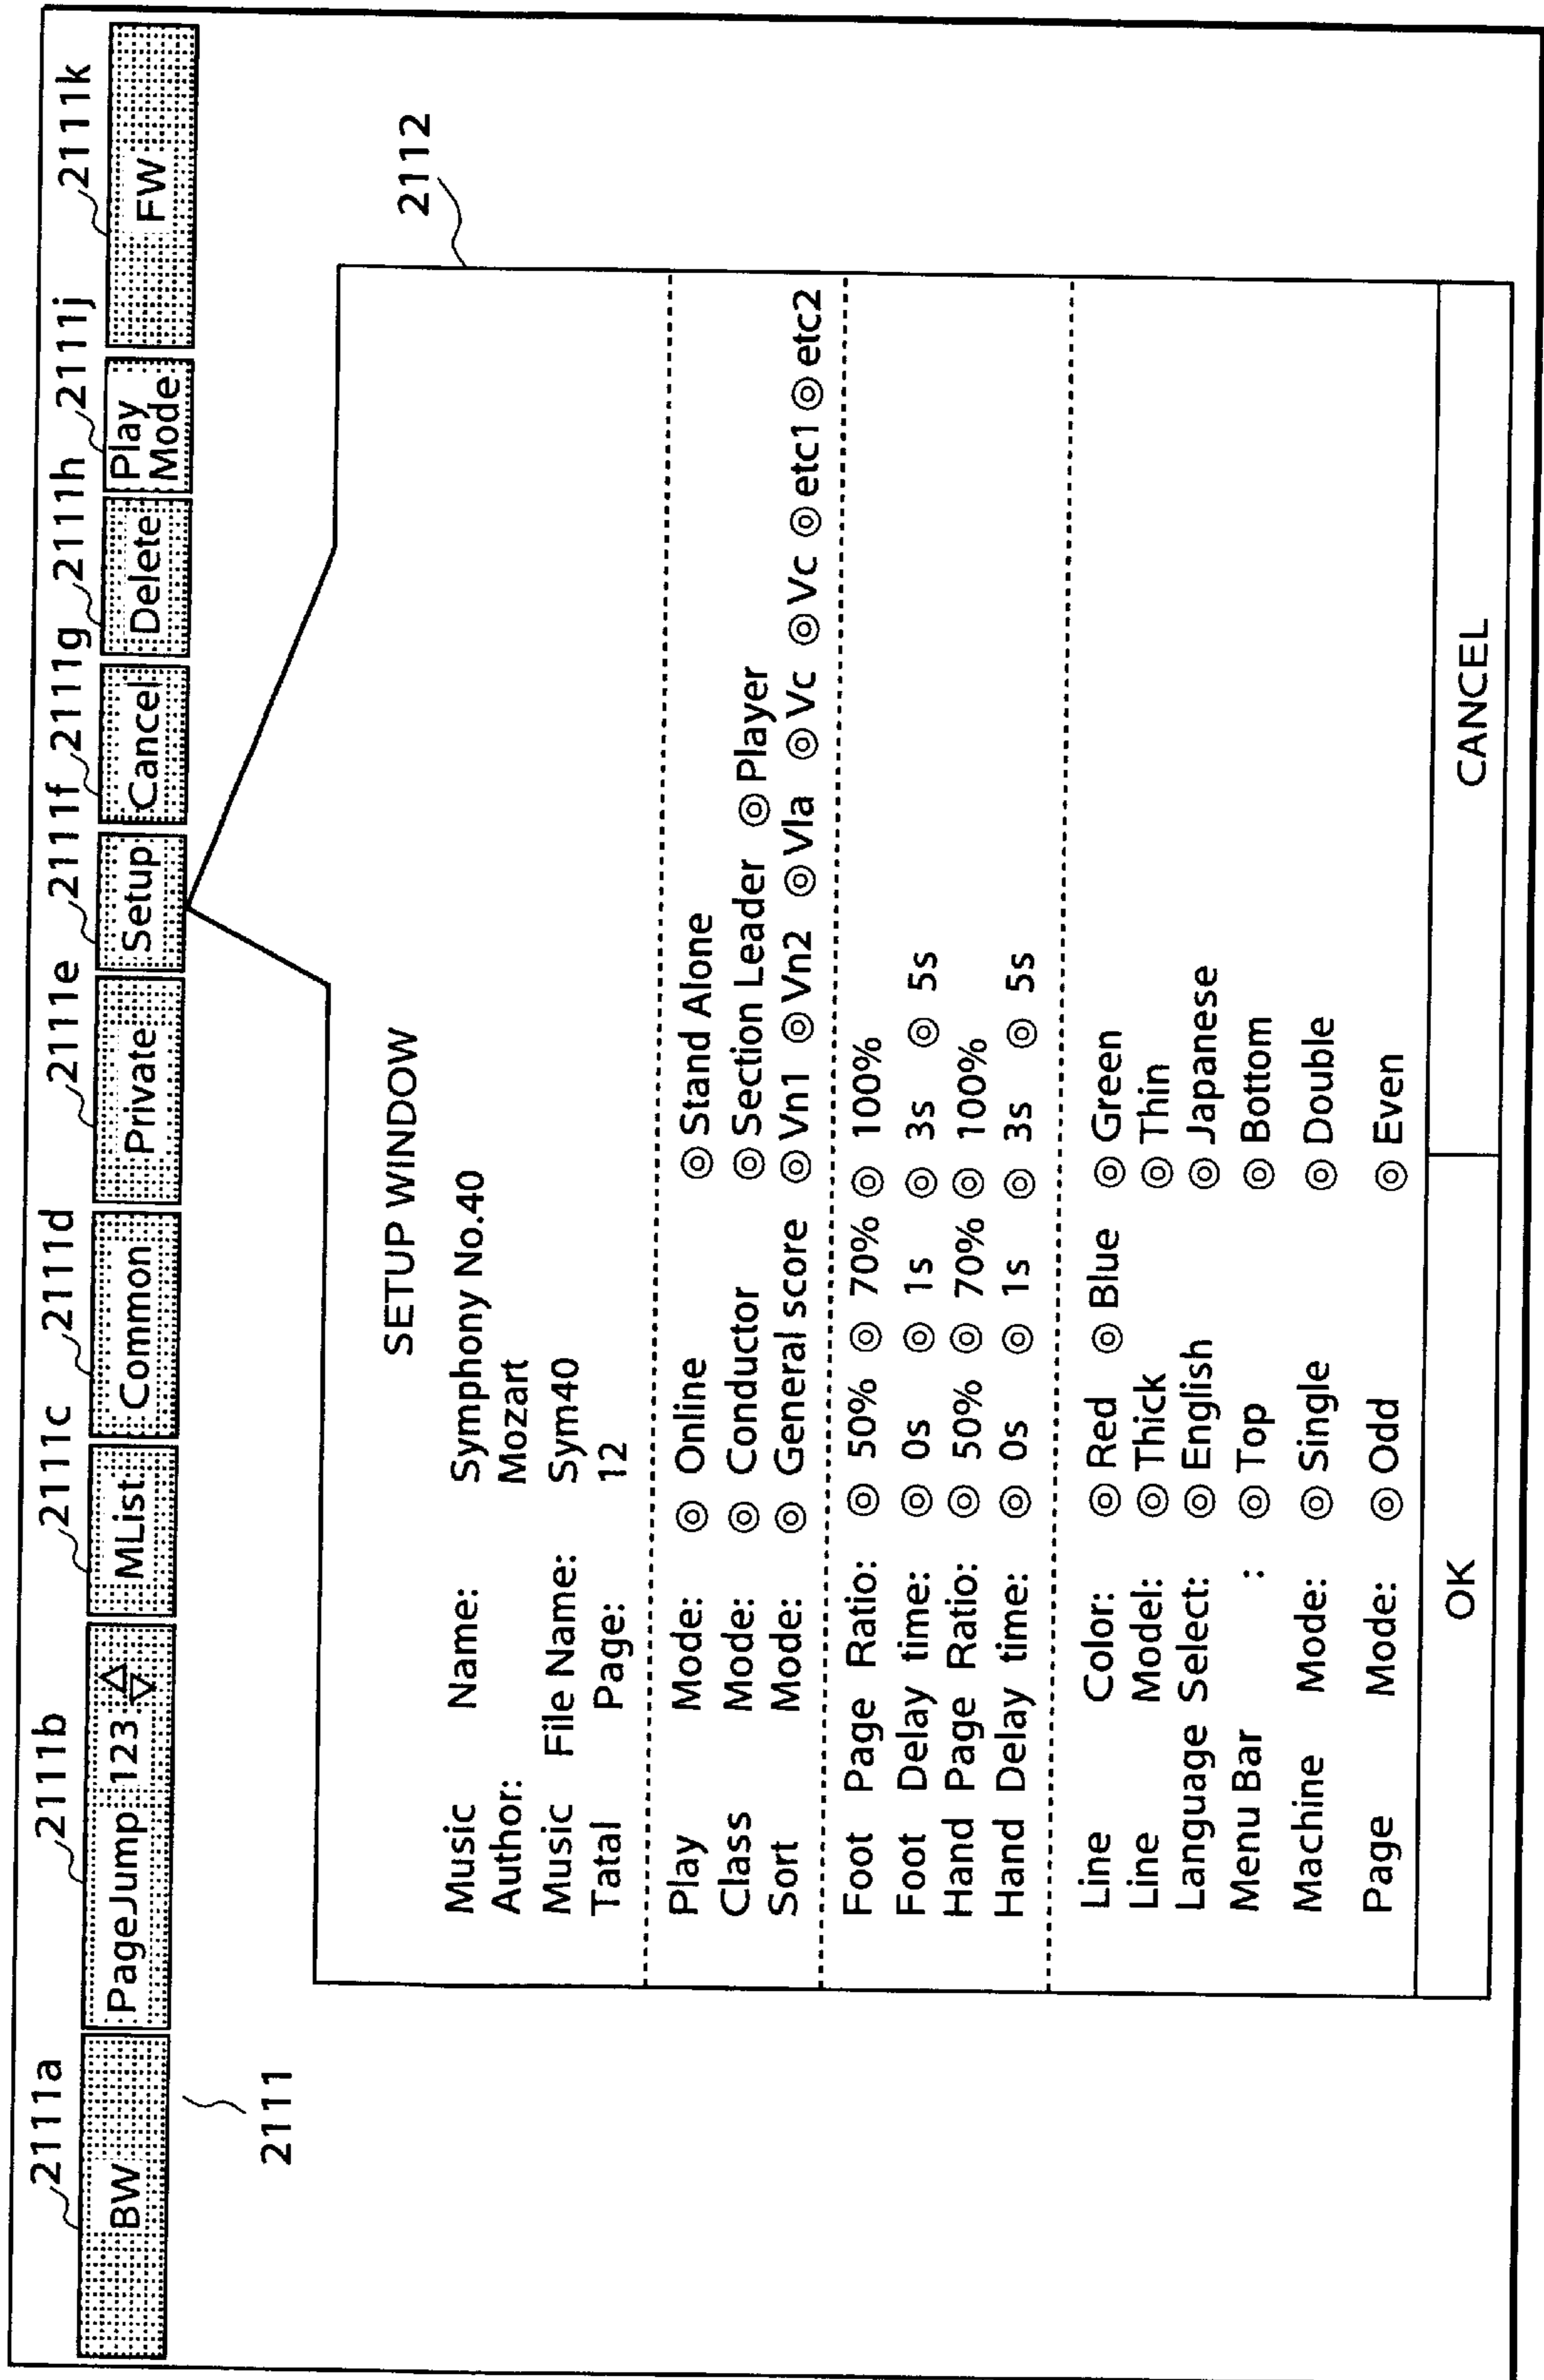 2111a 2111b 2111c 2111d 2111e 2111f 2111g 2111h 2111j 2111k
BW PageJump 123 △▽ MList Common Private Setup Cancel Delete Play Mode FW
2111
2112
SETUP WINDOW
Music Name: Symphony No.40
Author: Mozart
Music File Name: Sym40
Tatal Page: 12
Play Mode: ◎ Online ◎ Stand Alone
Class Mode: ◎ Conductor ◎ Section Leader ◎ Player
Sort Mode: ◎ General score ◎ Vn1 ◎ Vn2 ◎ Vla ◎ Vc ◎ Vc ◎ etc1 ◎ etc2
Foot Page Ratio: ◎ 50% ◎ 70% ◎ 100%
Foot Delay time: ◎ 0s ◎ 1s ◎ 3s ◎ 5s
Hand Page Ratio: ◎ 50% ◎ 70% ◎ 100%
Hand Delay time: ◎ 0s ◎ 1s ◎ 3s ◎ 5s
Line Color: ◎ Red ◎ Blue ◎ Green
Line Model: ◎ Thick ◎ Thin
Language Select: ◎ English ◎ Japanese
Menu Bar : ◎ Top ◎ Bottom
Machine Mode: ◎ Single ◎ Double
Page Mode: ◎ Odd ◎ Even
OK CANCEL